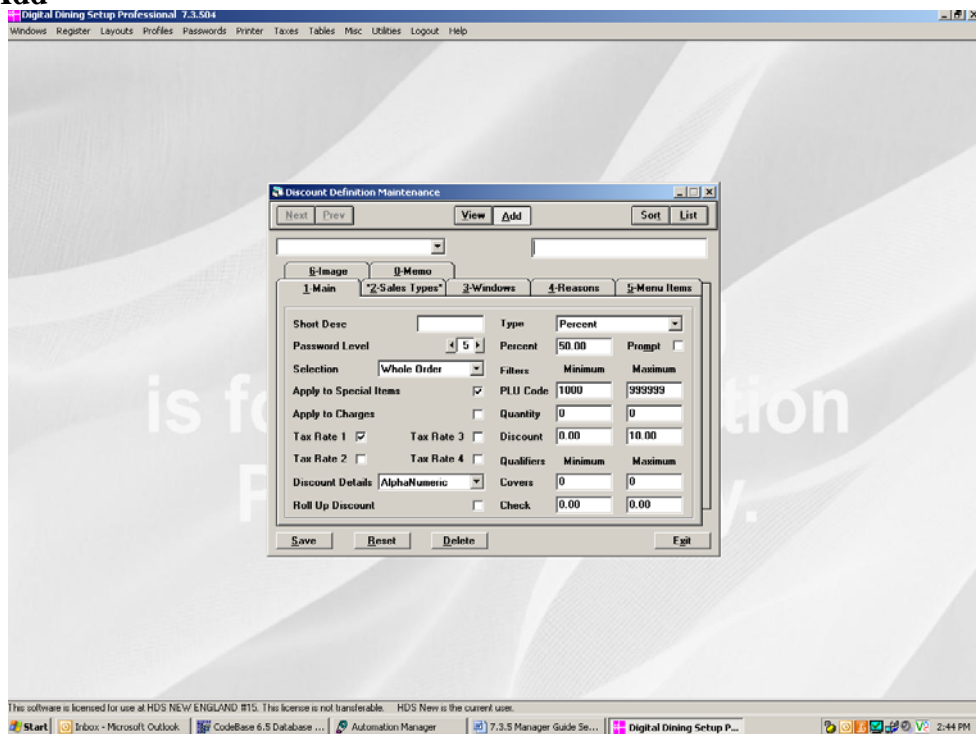 Digital Dining Setup Professional 7.3.504
Windows Register Layouts Profiles Passwords Printer Taxes Tables Misc Utilities Logout Help
Discount Definition Maintenance
Next Prev View Add Sort List
6-Image 0-Memo
1-Main *2-Sales Types* 3-Windows 4-Reasons 5-Menu Items
Short Desc Type Percent
Password Level 5 Percent 50.00 Prompt
Selection Whole Order Filters Minimum Maximum
Apply to Special Items PLU Code 1000 999999
Apply to Charges Quantity 0 0
Tax Rate 1 Tax Rate 3 Discount 0.00 10.00
Tax Rate 2 Tax Rate 4 Qualifiers Minimum Maximum
Discount Details AlphaNumeric Covers 0 0
Roll Up Discount Check 0.00 0.00
Save Reset Delete Exit
is
This software is licensed for use at HDS NEW ENGLAND #15. This license is not transferable. HDS New is the current user.
Start Inbox - Microsoft Outlook CodeBase 6.5 Database ... Automation Manager 7.3.5 Manager Guide Se... Digital Dining Setup P... 2:44 PM